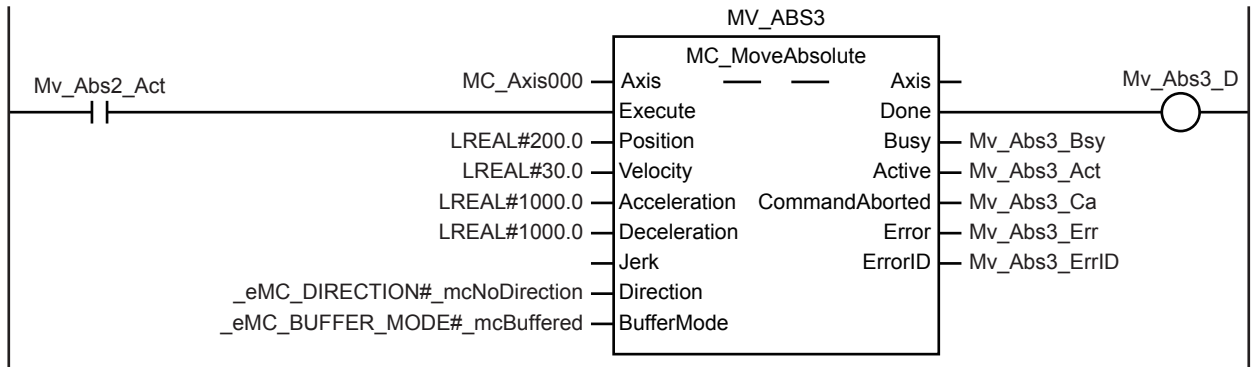 MV_ABS3
MC_MoveAbsolute
Mv_Abs2_Act MC_Axis000 Axis Axis Mv_Abs3_D
Execute Done
LREAL#200.0 Position Busy Mv_Abs3_Bsy
LREAL#30.0 Velocity Active Mv_Abs3_Act
LREAL#1000.0 Acceleration CommandAborted Mv_Abs3_Ca
LREAL#1000.0 Deceleration Error Mv_Abs3_Err
Jerk ErrorID Mv_Abs3_ErrID
_eMC_DIRECTION#_mcNoDirection Direction
_eMC_BUFFER_MODE#_mcBuffered BufferMode